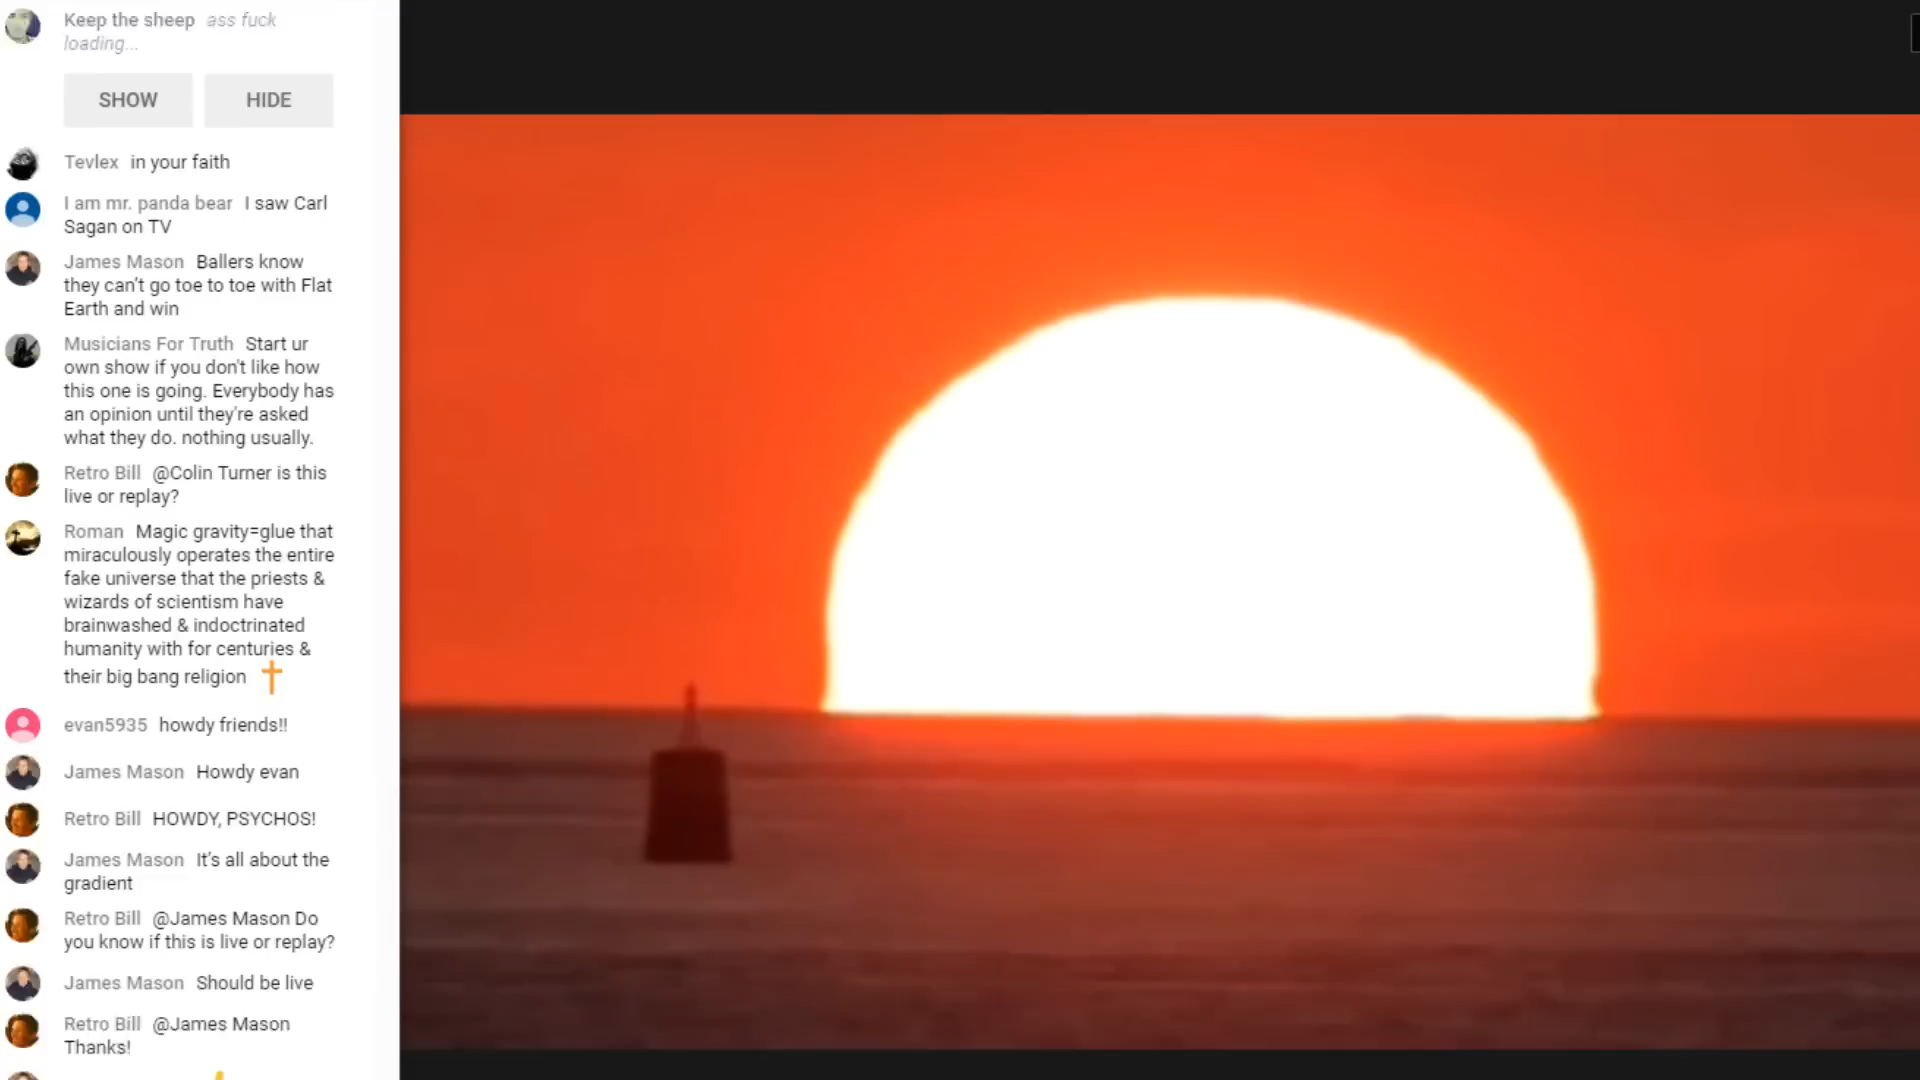 Keep the sheep ass fuck
loading...
SHOW HIDE
Tevlex in your faith
I am mr. panda bear I saw Carl
Sagan on TV
James Mason Ballers know
they can't go toe to toe with Flat
Earth and win
Musicians For Truth Start ur
own show if you don't like how
this one is going. Everybody has
an opinion until they're asked
what they do. nothing usually.
Retro Bill @Colin Turner is this
live or replay?
Roman Magic gravity=glue that
miraculously operates the entire
fake universe that the priests &
wizards of scientism have
brainwashed & indoctrinated
humanity with for centuries &
their big bang religion
evan5935 howdy friends!!
James Mason Howdy evan
Retro Bill HOWDY, PSYCHOS!
James Mason It's all about the
gradient
Retro Bill @James Mason Do
you know if this is live or replay?
James Mason Should be live
Retro Bill @James Mason
Thanks!